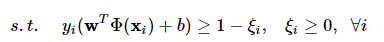 s.t. yᵢ(𝐰ᵀΦ(𝐱ᵢ) + b) ≥ 1 − ξᵢ, ξᵢ ≥ 0, ∀i